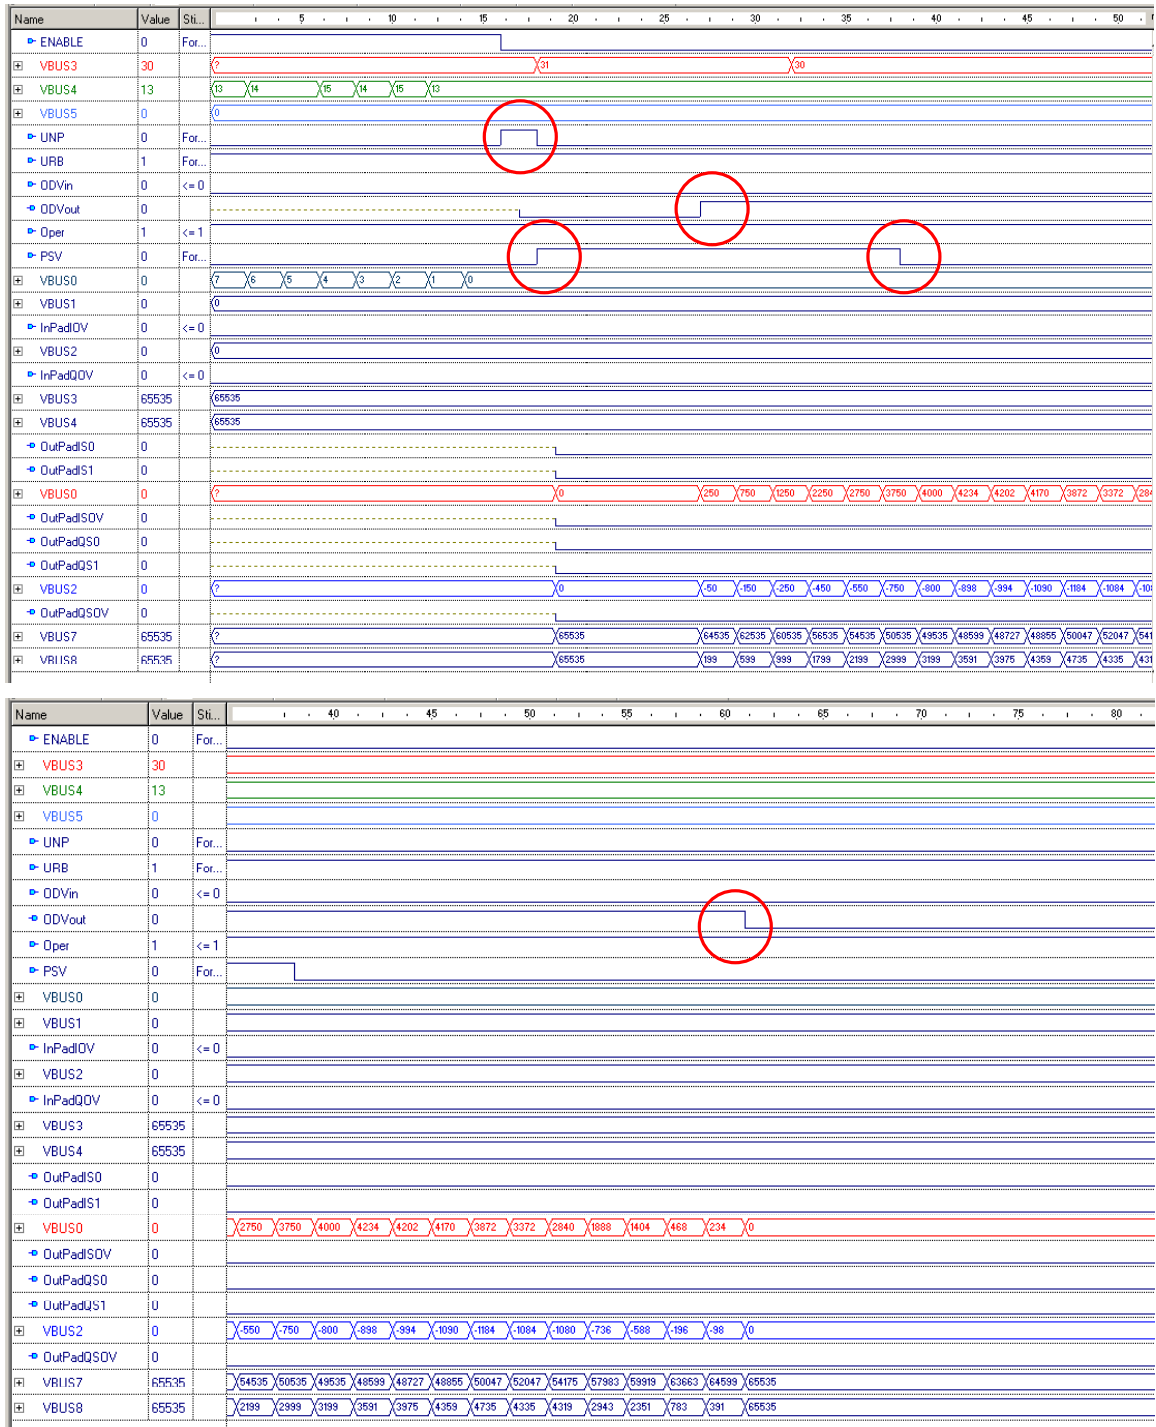 Name Value Sti... 5 10 15 20 25 30 35 40 45 50
ENABLE 0 For...
VBUS3 30 ? 31 30
VBUS4 13 13 14 15 14 15 13
VBUS5 0 0
UNP 0 For...
URB 1 For...
ODVin 0 <= 0
ODVout 0
Oper 1 <= 1
PSV 0 For...
VBUS0 0 7 6 5 4 3 2 1 0
VBUS1 0 0
InPadIOV 0 <= 0
VBUS2 0 0
InPadQOV 0 <= 0
VBUS3 65535 65535
VBUS4 65535 65535
OutPadIS0 0
OutPadIS1 0
VBUS0 0 ? 0 250 750 1250 2250 2750 3750 4000 4234 4202 4170 3872 3372 284
OutPadISOV 0
OutPadQS0 0
OutPadQS1 0
VBUS2 0 ? 0 -50 -150 -250 -450 -550 -750 -800 -898 -994 -1090 -1184 -1084 -108
OutPadQSOV 0
VBUS7 65535 ? 65535 64535 62535 60535 56535 54535 50535 49535 48599 48727 48855 50047 52047 541
VBUS8 65535 ? 65535 199 599 999 1799 2199 2999 3199 3591 3975 4359 4735 4335 431
Name Value Sti... 40 45 50 55 60 65 70 75 80
ENABLE 0 For...
VBUS3 30
VBUS4 13
VBUS5 0
UNP 0 For...
URB 1 For...
ODVin 0 <= 0
ODVout 0
Oper 1 <= 1
PSV 0 For...
VBUS0 0
VBUS1 0
InPadIOV 0 <= 0
VBUS2 0
InPadQOV 0 <= 0
VBUS3 65535
VBUS4 65535
OutPadIS0 0
OutPadIS1 0
VBUS0 0 2750 3750 4000 4234 4202 4170 3872 3372 2840 1888 1404 468 234 0
OutPadISOV 0
OutPadQS0 0
OutPadQS1 0
VBUS2 0 -550 -750 -800 -898 -994 -1090 -1184 -1084 -1080 -736 -588 -196 -98 0
OutPadQSOV 0
VBUS7 65535 54535 50535 49535 48599 48727 48855 50047 52047 54175 57983 59919 63663 64599 65535
VBUS8 65535 2199 2999 3199 3591 3975 4359 4735 4335 4319 2943 2351 783 391 65535